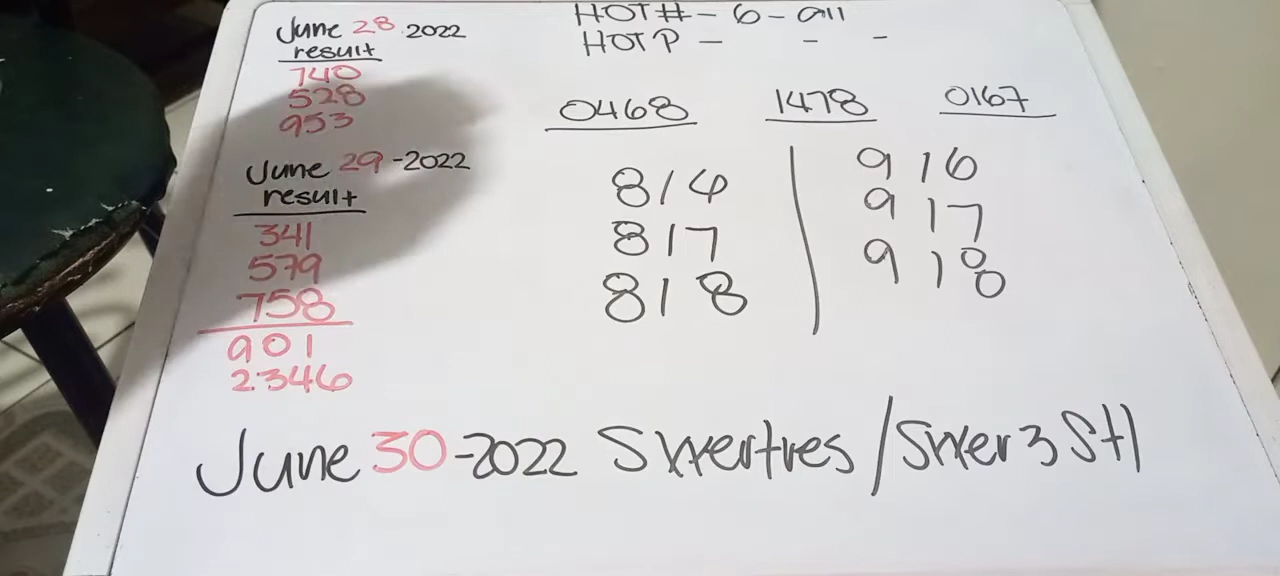 June 28.2022
result
740
528
953
June 29-2022
result
341
579
758
901
2346
HOT# - 6 - all
HOT P - - -
0468 1478 0167
814 | 916
817 | 917
818 | 918
June 30-2022 Swertres / Swer3 Stl